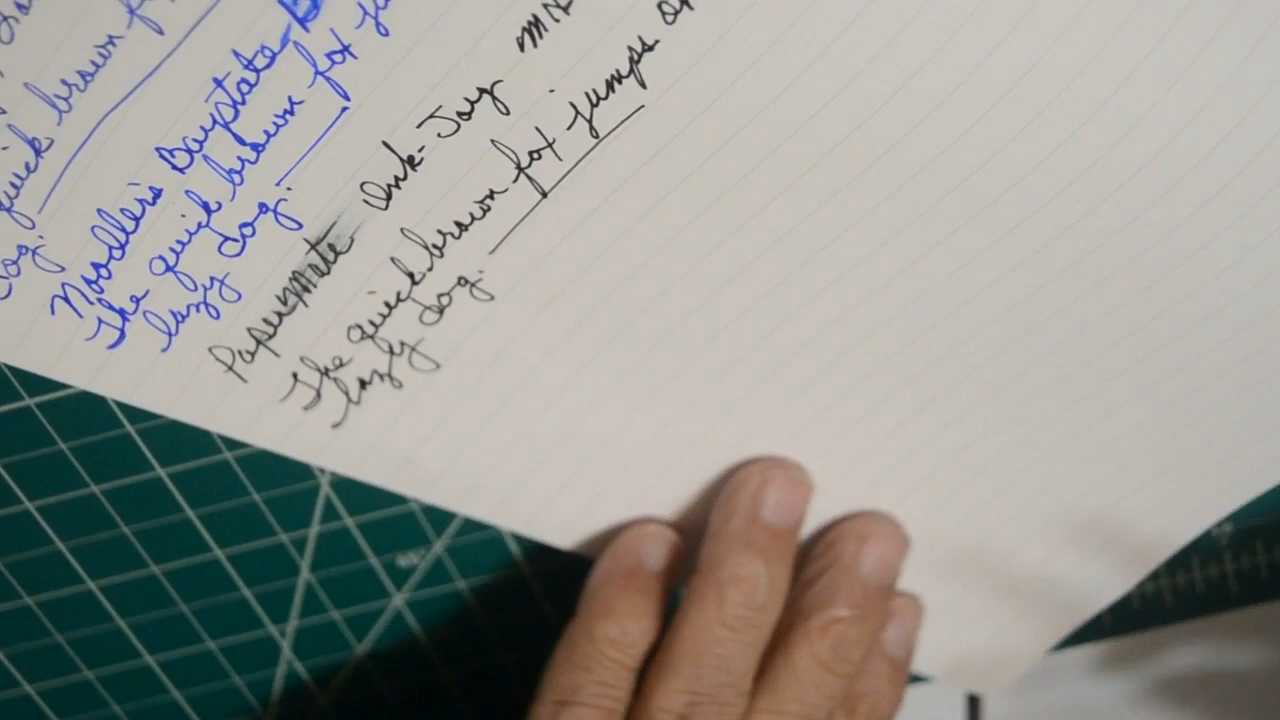 quick brown f
dog.
Noodler's Baystate B
The quick brown fox ju
lazy dog.
Papermate Ink-Joy
The quick brown fox jumps
lazy dog.